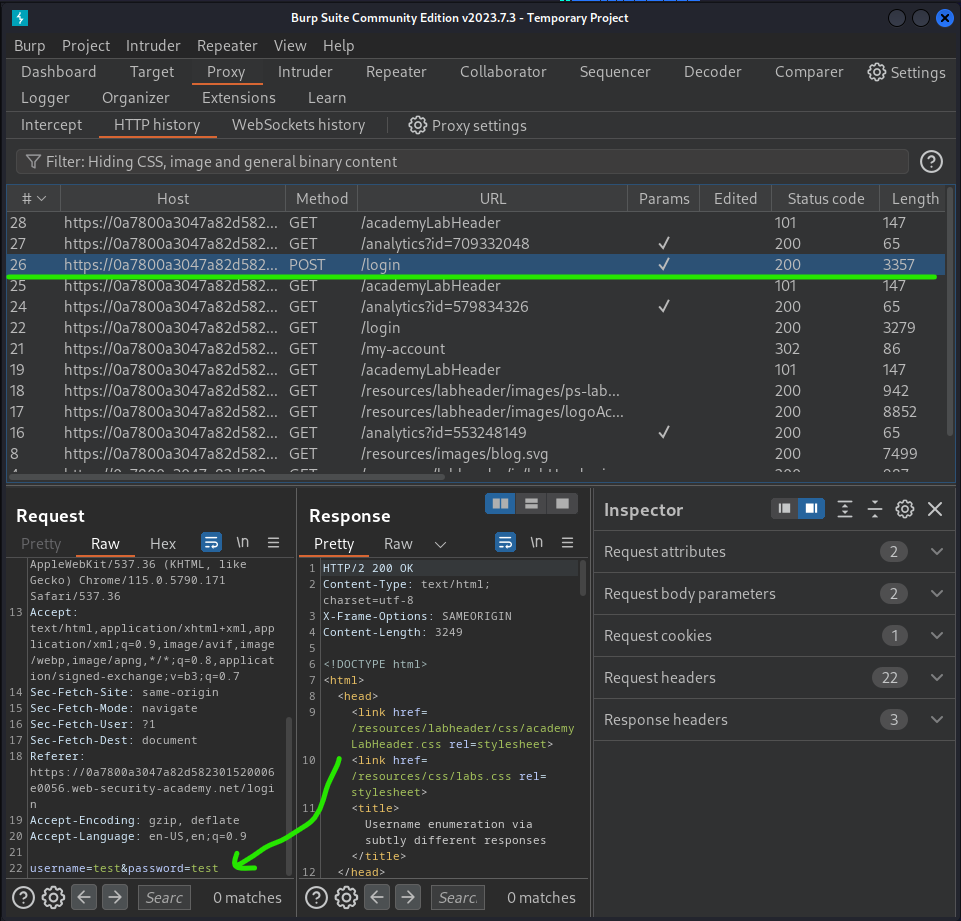 Burp Suite Community Edition v2023.7.3 - Temporary Project
Burp Project Intruder Repeater View Help
Dashboard Target Proxy Intruder Repeater Collaborator Sequencer Decoder Comparer Settings
Logger Organizer Extensions Learn
Intercept HTTP history WebSockets history Proxy settings
Filter: Hiding CSS, image and general binary content ?
# Host Method URL Params Edited Status code Length
28 https://0a7800a3047a82d582... GET /academyLabHeader 101 147
27 https://0a7800a3047a82d582... GET /analytics?id=709332048 ✓ 200 65
26 https://0a7800a3047a82d582... POST /login ✓ 200 3357
25 https://0a7800a3047a82d582... GET /academyLabHeader 101 147
24 https://0a7800a3047a82d582... GET /analytics?id=579834326 ✓ 200 65
22 https://0a7800a3047a82d582... GET /login 200 3279
21 https://0a7800a3047a82d582... GET /my-account 302 86
19 https://0a7800a3047a82d582... GET /academyLabHeader 101 147
18 https://0a7800a3047a82d582... GET /resources/labheader/images/ps-lab... 200 942
17 https://0a7800a3047a82d582... GET /resources/labheader/images/logoAc... 200 8852
16 https://0a7800a3047a82d582... GET /analytics?id=553248149 ✓ 200 65
8 https://0a7800a3047a82d582... GET /resources/images/blog.svg 200 7499
Request
Pretty Raw Hex \n
AppleWebKit/537.36 (KHTML, like
Gecko) Chrome/115.0.5790.171
Safari/537.36
13 Accept:
text/html,application/xhtml+xml,app
lication/xml;q=0.9,image/avif,image
/webp,image/apng,*/*;q=0.8,applicat
ion/signed-exchange;v=b3;q=0.7
14 Sec-Fetch-Site: same-origin
15 Sec-Fetch-Mode: navigate
16 Sec-Fetch-User: ?1
17 Sec-Fetch-Dest: document
18 Referer:
https://0a7800a3047a82d582301520006
e0056.web-security-academy.net/logi
n
19 Accept-Encoding: gzip, deflate
20 Accept-Language: en-US,en;q=0.9
21
22 username=test&password=test
? Searc 0 matches
Response
Pretty Raw \n
1 HTTP/2 200 OK
2 Content-Type: text/html;
charset=utf-8
3 X-Frame-Options: SAMEORIGIN
4 Content-Length: 3249
5
6 <!DOCTYPE html>
7 <html>
8 <head>
9 <link href=
/resources/labheader/css/academy
LabHeader.css rel=stylesheet>
10 <link href=
/resources/css/labs.css rel=
stylesheet>
11 <title>
Username enumeration via
subtly different responses
</title>
12 </head>
? Searc. 0 matches
Inspector
Request attributes 2
Request body parameters 2
Request cookies 1
Request headers 22
Response headers 3